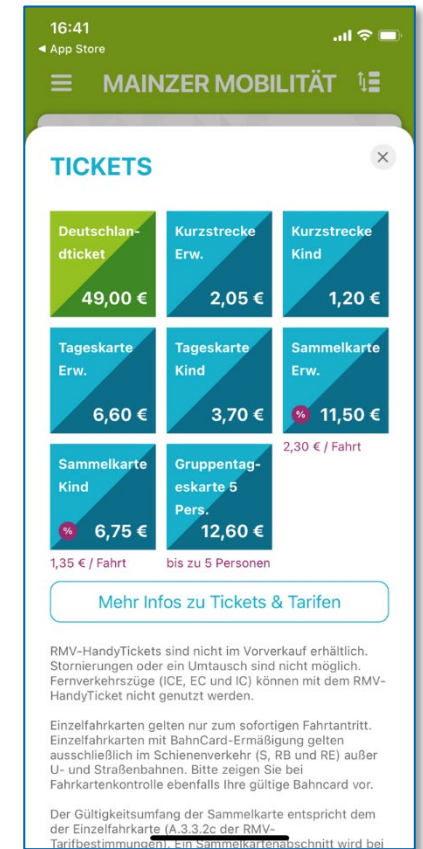 16:41
◀ App Store
MAINZER MOBILITÄT
TICKETS
Deutschlan-
dticket
49,00 €
Kurzstrecke
Erw.
2,05 €
Kurzstrecke
Kind
1,20 €
Tageskarte
Erw.
6,60 €
Tageskarte
Kind
3,70 €
Sammelkarte
Erw.
% 11,50 €
2,30 € / Fahrt
Sammelkarte
Kind
% 6,75 €
1,35 € / Fahrt
Gruppentag-
eskarte 5
Pers.
12,60 €
bis zu 5 Personen
Mehr Infos zu Tickets & Tarifen
RMV-HandyTickets sind nicht im Vorverkauf erhältlich.
Stornierungen oder ein Umtausch sind nicht möglich.
Fernverkehrszüge (ICE, EC und IC) können mit dem RMV-
HandyTicket nicht genutzt werden.
Einzelfahrkarten gelten nur zum sofortigen Fahrtantritt.
Einzelfahrkarten mit BahnCard-Ermäßigung gelten
ausschließlich im Schienenverkehr (S, RB und RE) außer
U- und Straßenbahnen. Bitte zeigen Sie bei
Fahrkartenkontrolle ebenfalls Ihre gültige Bahncard vor.
Der Gültigkeitsumfang der Sammelkarte entspricht dem
der Einzelfahrkarte (A.3.3.2c der RMV-
Tarifbestimmungen). Ein Sammelkartenabschnitt wird bei